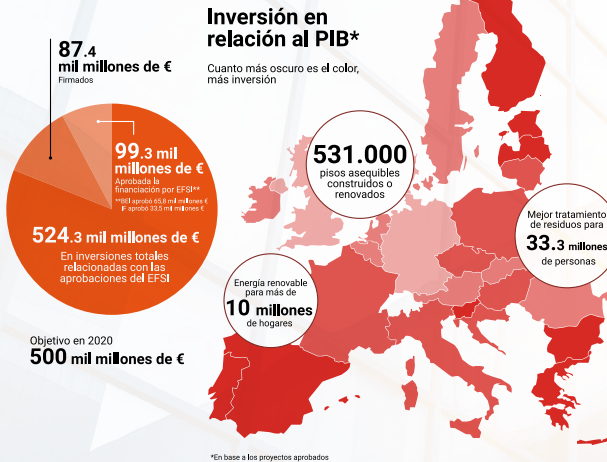 Inversión en
relación al PIB*
Cuanto más oscuro es el color,
más inversión
87.4
mil millones de €
Firmados
99.3 mil
millones de €
Aprobada la
financiación por EFSI**
**BEI aprobó 65,8 mil millones €
IF aprobó 33,5 mil millones €
524.3 mil millones de €
En inversiones totales
relacionadas con las
aprobaciones del EFSI
Objetivo en 2020
500 mil millones de €
531.000
pisos asequibles
construidos o
renovados
Mejor tratamiento
de residuos para
33.3 millones
de personas
Energía renovable
para más de
10 millones
de hogares
*En base a los proyectos aprobados